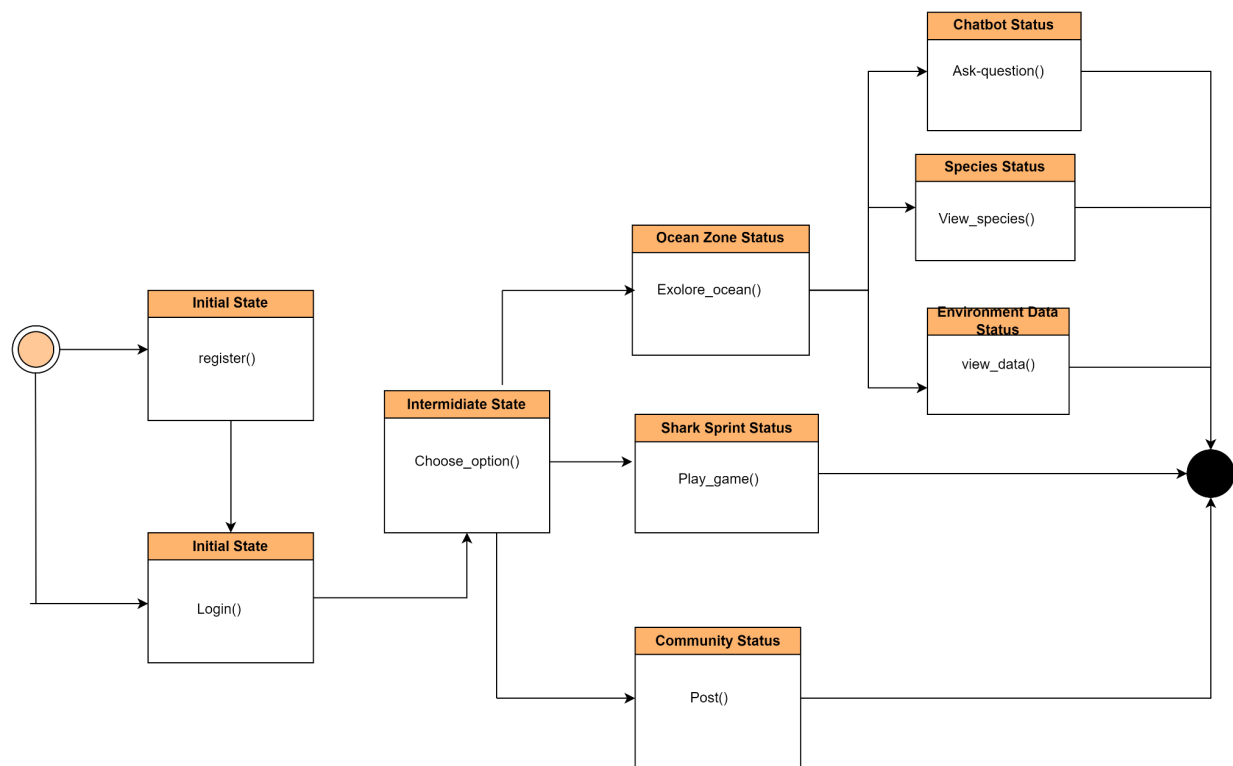 Chatbot Status
Ask-question()
Species Status
View_species()
Ocean Zone Status
Exolore_ocean()
Environment Data
Status
view_data()
Initial State
register()
Intermidiate State
Choose_option()
Shark Sprint Status
Play_game()
Initial State
Login()
Community Status
Post()